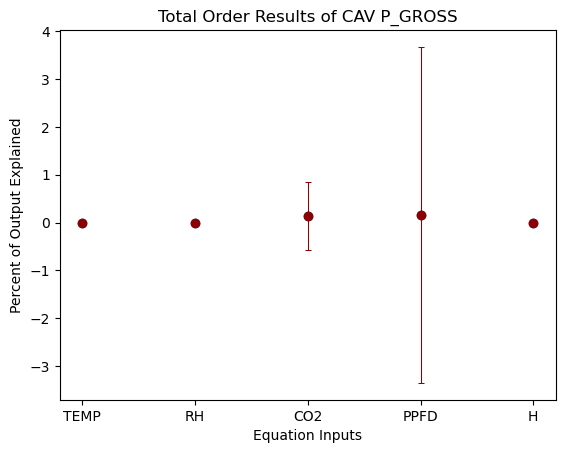 Total Order Results of CAV P_GROSS
Percent of Output Explained
4
3
2
1
0
−1
−2
−3
TEMP RH CO2 PPFD H
Equation Inputs